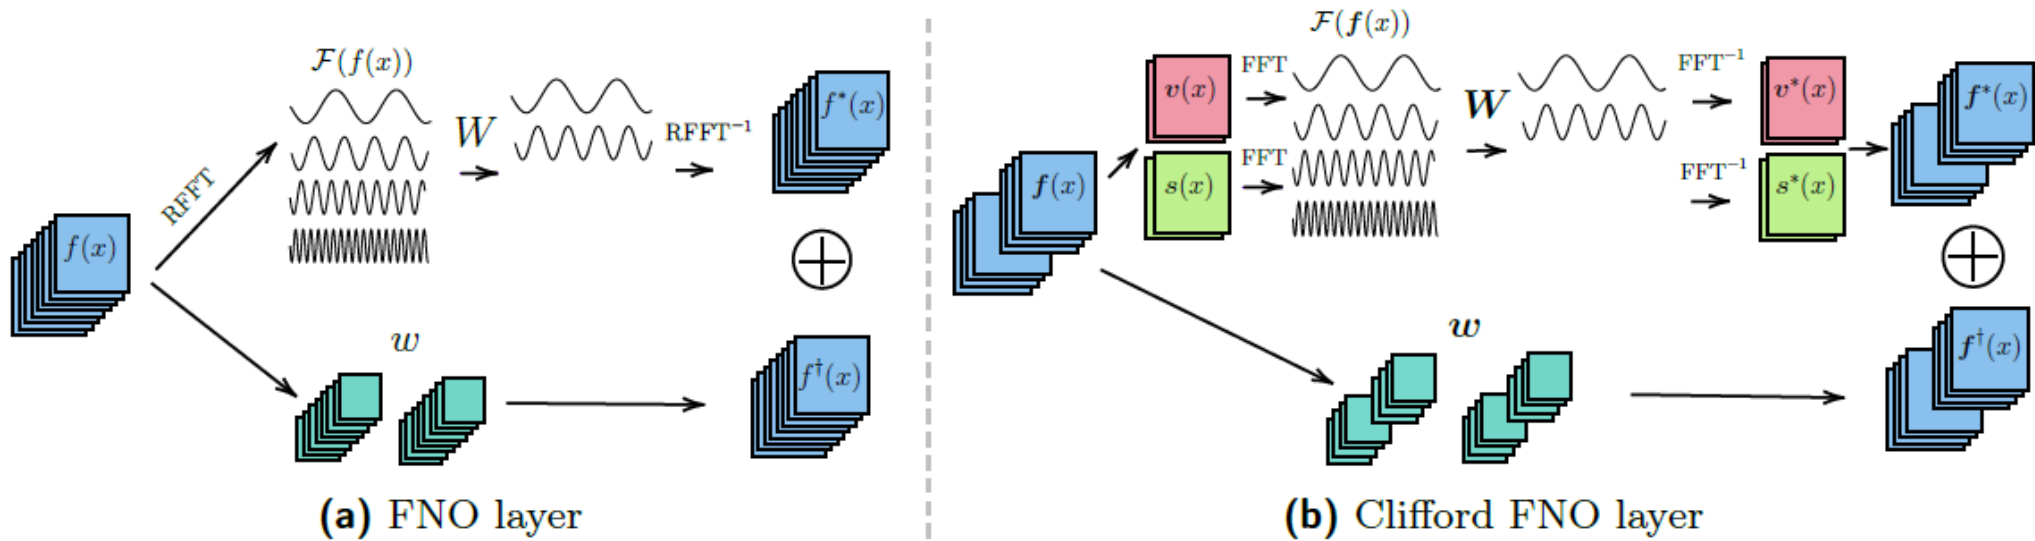 𝓕(f(x))
RFFT
W
RFFT⁻¹
f*(x)
f(x)
w
f†(x)
(a) FNO layer
𝓕(𝒇(x))
𝒗(x)
FFT
𝑾
FFT⁻¹
𝒗*(x)
𝒇*(x)
𝒇(x)
𝒔(x)
FFT
FFT⁻¹
𝒔*(x)
𝒘
𝒇†(x)
(b) Clifford FNO layer